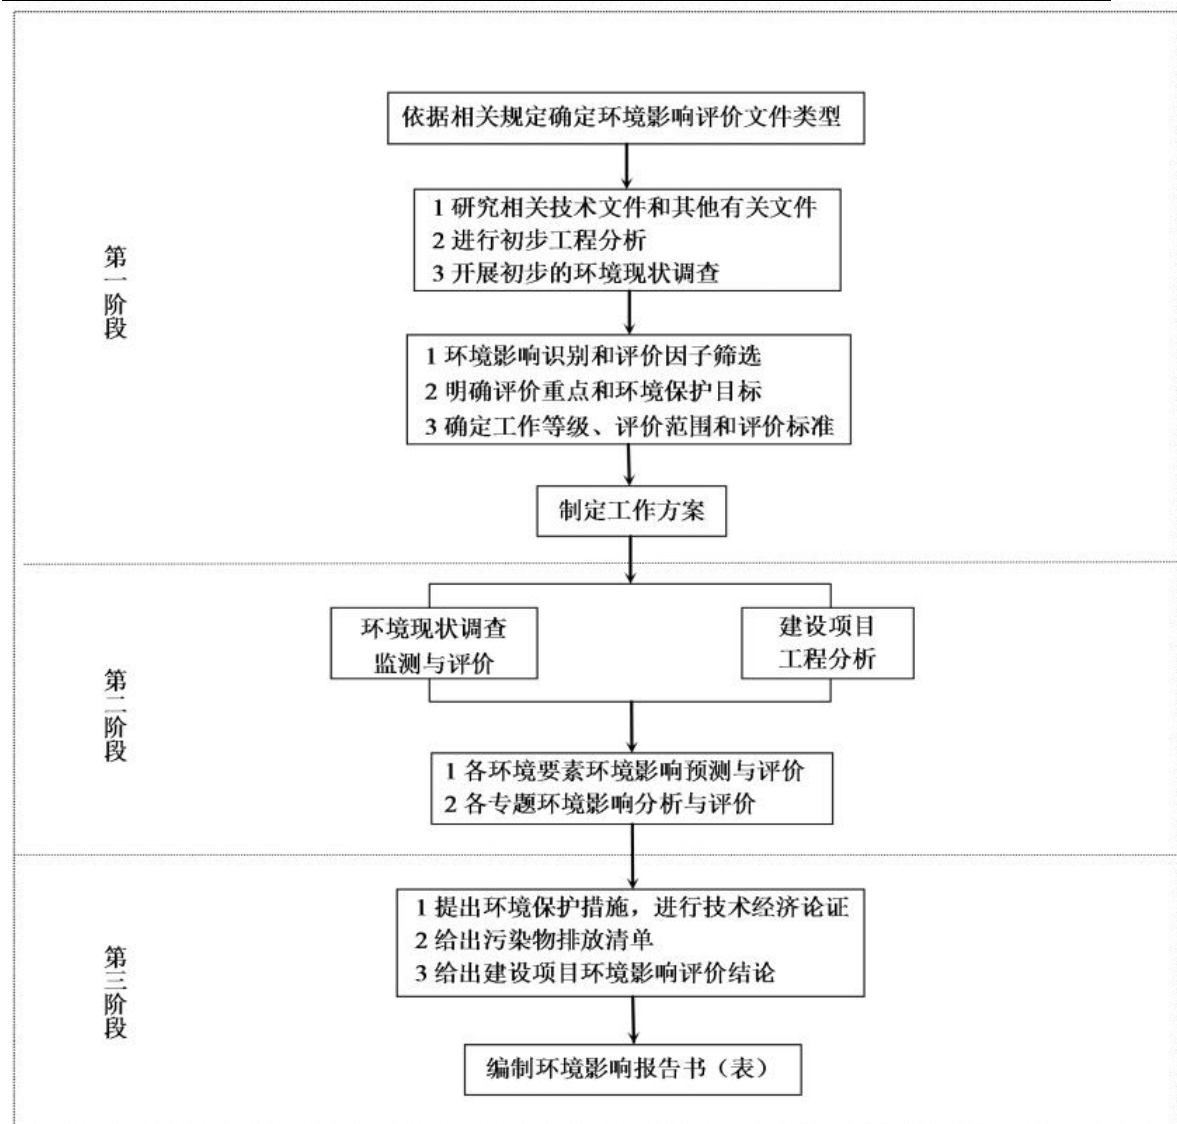 依据相关规定确定环境影响评价文件类型
1 研究相关技术文件和其他有关文件
2 进行初步工程分析
3 开展初步的环境现状调查
第一阶段
1 环境影响识别和评价因子筛选
2 明确评价重点和环境保护目标
3 确定工作等级、评价范围和评价标准
制定工作方案
环境现状调查
监测与评价
建设项目
工程分析
第二阶段
1 各环境要素环境影响预测与评价
2 各专题环境影响分析与评价
1 提出环境保护措施，进行技术经济论证
2 给出污染物排放清单
3 给出建设项目环境影响评价结论
第三阶段
编制环境影响报告书（表）